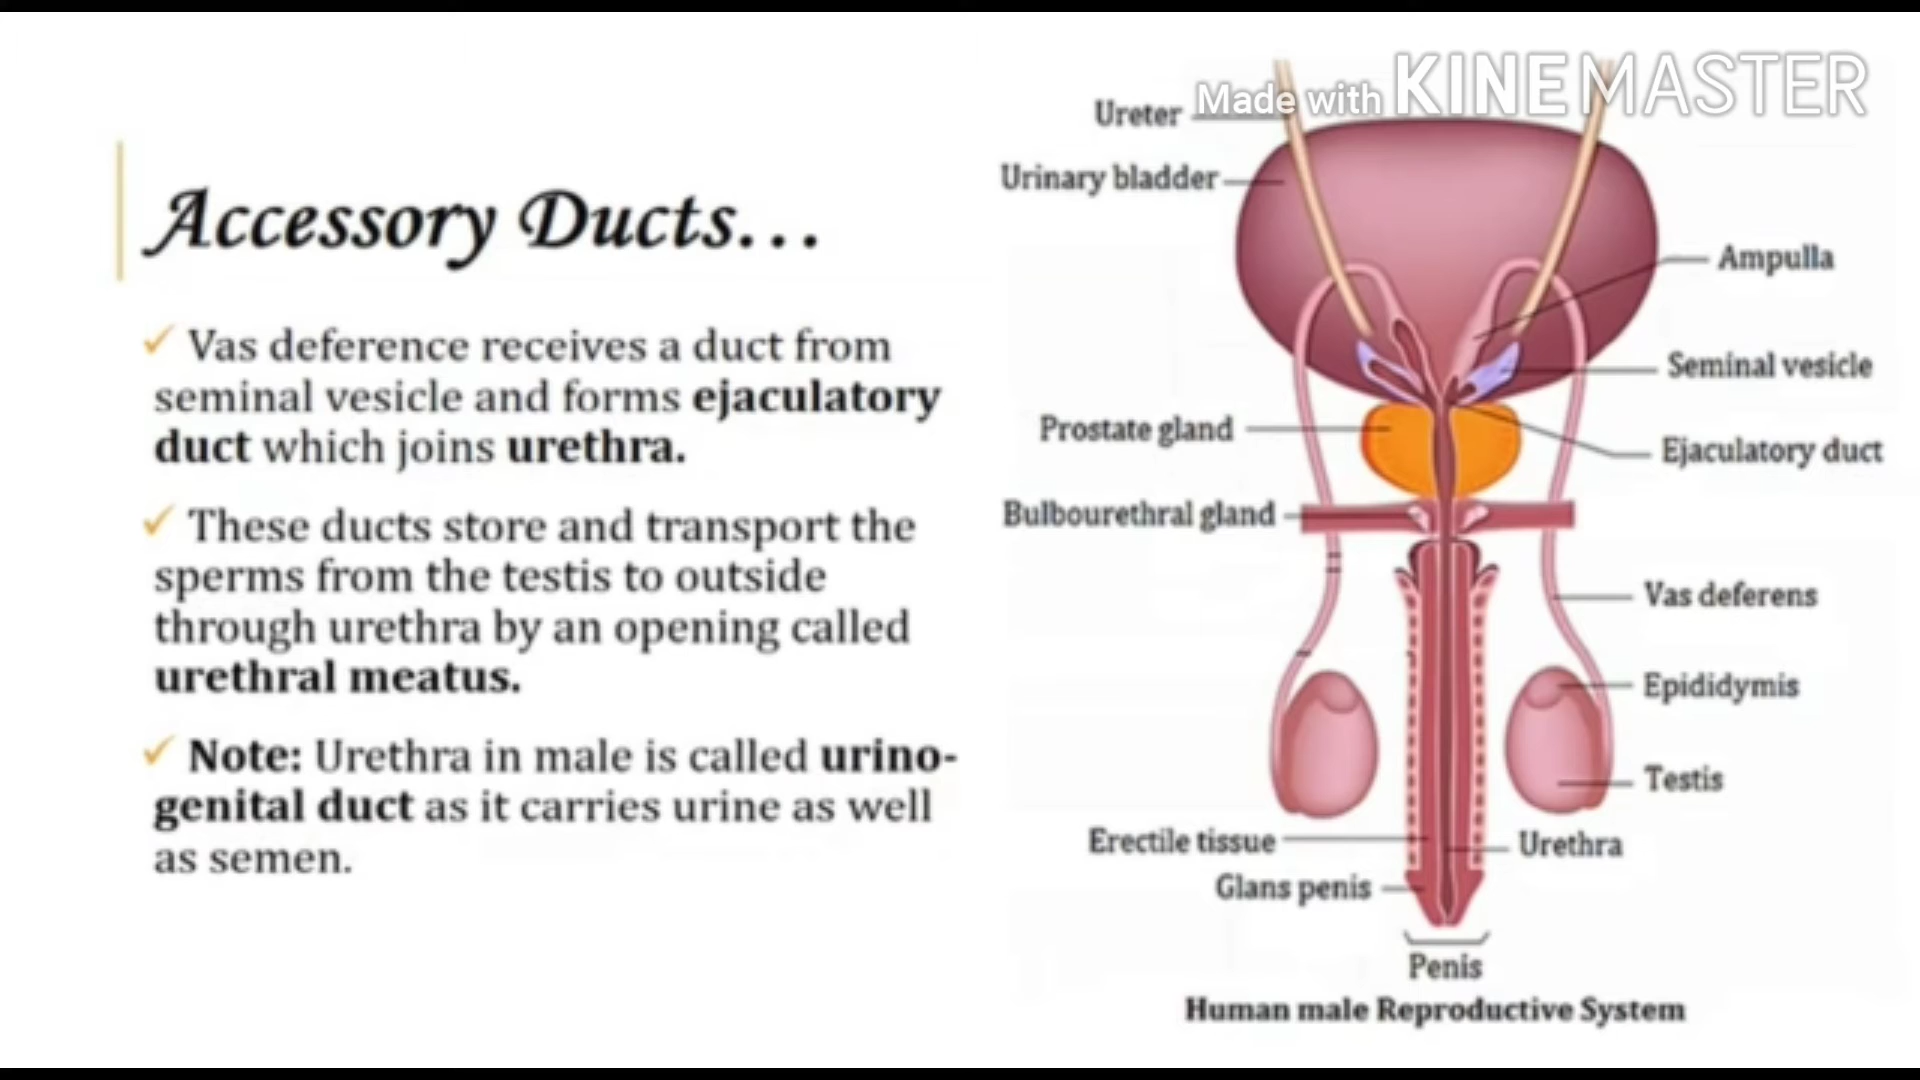 Made with KINEMASTER
Accessory Ducts...
✓ Vas deference receives a duct from
seminal vesicle and forms ejaculatory
duct which joins urethra.
✓ These ducts store and transport the
sperms from the testis to outside
through urethra by an opening called
urethral meatus.
✓ Note: Urethra in male is called urino-
genital duct as it carries urine as well
as semen.
Ureter
Urinary bladder
Ampulla
Seminal vesicle
Prostate gland
Ejaculatory duct
Bulbourethral gland
Vas deferens
Epididymis
Testis
Erectile tissue
Urethra
Glans penis
Penis
Human male Reproductive System